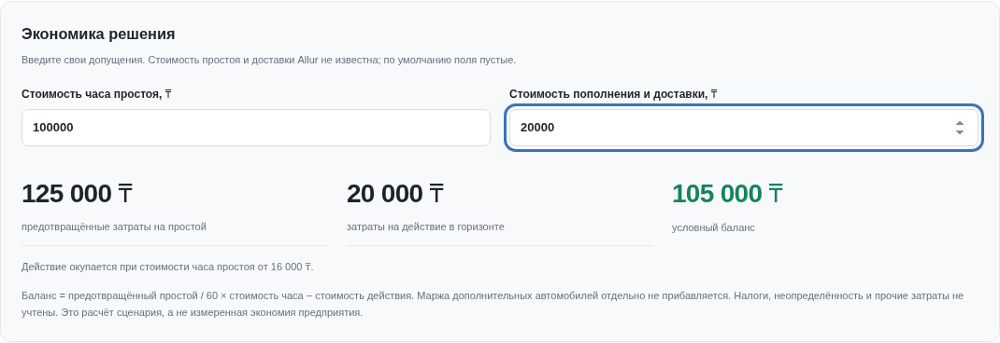 Экономика решения
Введите свои допущения. Стоимость простоя и доставки Allur не известна; по умолчанию поля пустые.
Стоимость часа простоя, ₸
Стоимость пополнения и доставки, ₸
100000
20000
125 000 ₸
20 000 ₸
105 000 ₸
предотвращённые затраты на простой
затраты на действие в горизонте
условный баланс
Действие окупается при стоимости часа простоя от 16 000 ₸.
Баланс = предотвращённый простой / 60 × стоимость часа − стоимость действия. Маржа дополнительных автомобилей отдельно не прибавляется. Налоги, неопределённость и прочие затраты не
учтены. Это расчёт сценария, а не измеренная экономия предприятия.